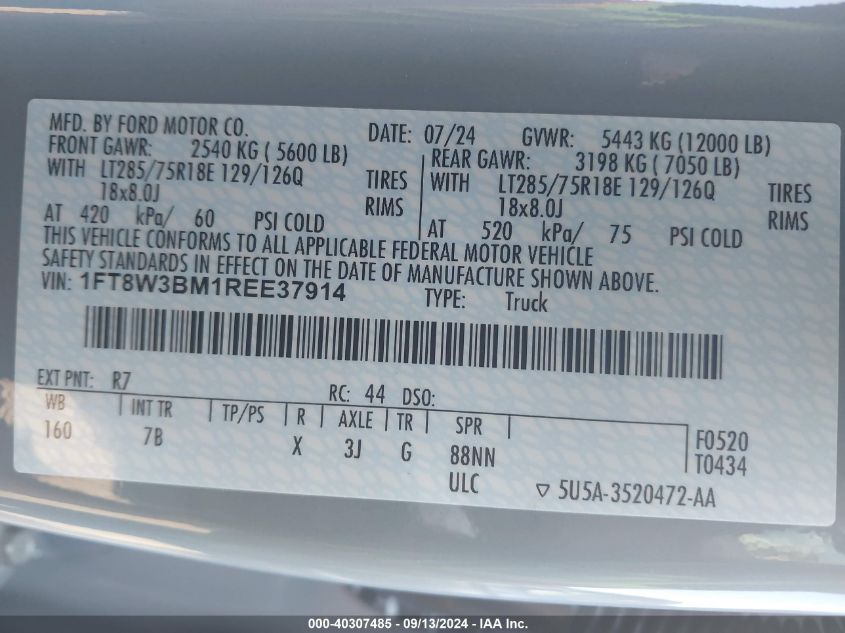 MFD. BY FORD MOTOR CO. DATE: 07/24 GVWR: 5443 KG (12000 LB)
FRONT GAWR: 2540 KG ( 5600 LB) REAR GAWR: 3198 KG ( 7050 LB)
WITH LT285/75R18E 129/126Q TIRES WITH LT285/75R18E 129/126Q TIRES
18x8.0J RIMS 18x8.0J RIMS
AT 420 kPa/ 60 PSI COLD AT 520 kPa/ 75 PSI COLD
THIS VEHICLE CONFORMS TO ALL APPLICABLE FEDERAL MOTOR VEHICLE
SAFETY STANDARDS IN EFFECT ON THE DATE OF MANUFACTURE SHOWN ABOVE.
VIN: 1FT8W3BM1REE37914 TYPE: Truck
EXT PNT: R7 RC: 44 DSO:
WB INT TR TP/PS R AXLE TR SPR
160 7B X 3J G 88NN F0520
T0434
ULC 5U5A-3520472-AA
000-40307485 - 09/13/2024 - IAA Inc.